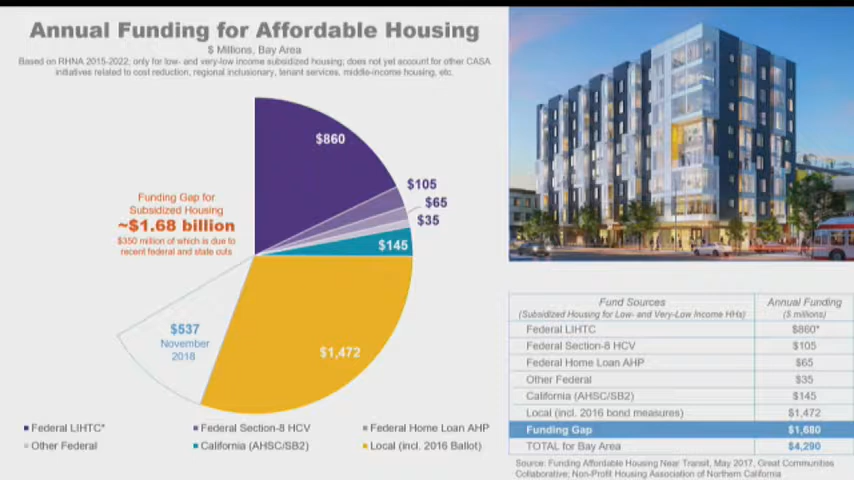 Annual Funding for Affordable Housing
$ Millions, Bay Area
Based on RHNA 2015-2022; only for low- and very-low income subsidized housing; does not yet account for other CASA
initiatives related to cost reduction, regional inclusionary, tenant services, middle-income housing, etc.
$860
$105
$65
$35
$145
Funding Gap for
Subsidized Housing
~$1.68 billion
$350 million of which is due to
recent federal and state cuts
$537
November
2018
$1,472
Federal LIHTC*
Federal Section-8 HCV
Federal Home Loan AHP
Other Federal
California (AHSC/SB2)
Local (incl. 2016 Ballot)
Fund Sources
(Subsidized Housing for Low- and Very-Low Income HHs)
Annual Funding
($ millions)
Federal LIHTC $860*
Federal Section-8 HCV $105
Federal Home Loan AHP $65
Other Federal $35
California (AHSC/SB2) $145
Local (incl. 2016 bond measures) $1,472
Funding Gap $1,680
TOTAL for Bay Area $4,290
Source: Funding Affordable Housing Near Transit, May 2017, Great Communities
Collaborative; Non-Profit Housing Association of Northern California